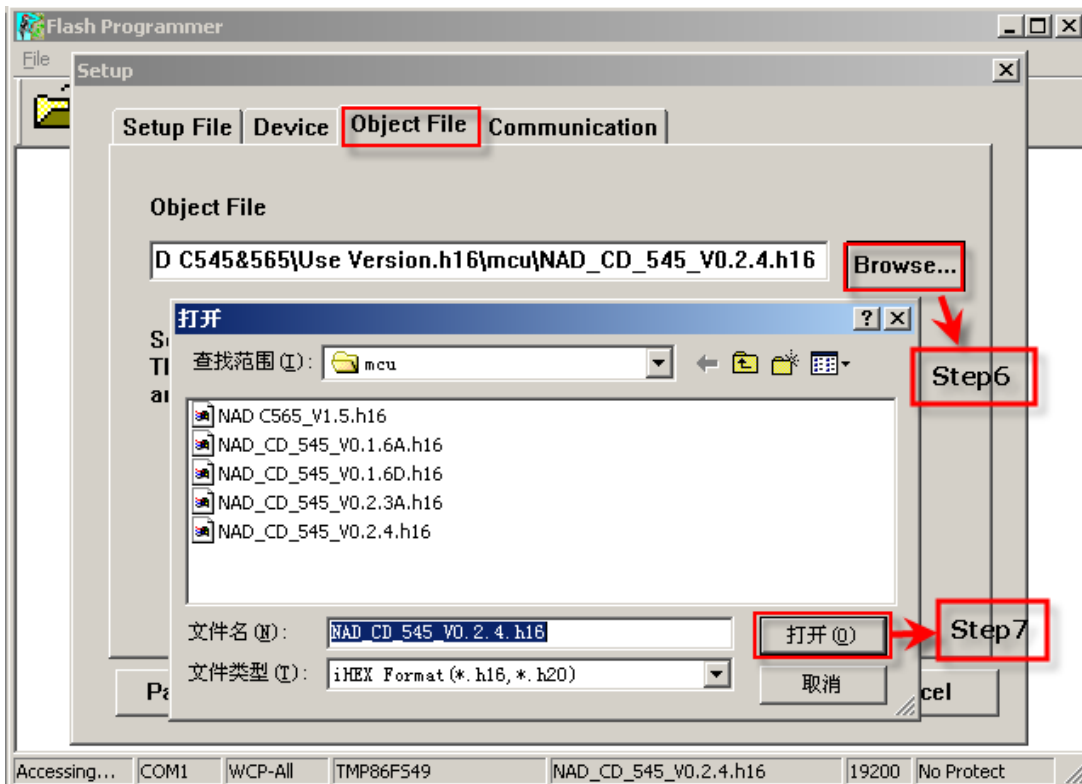 Flash Programmer
File
Setup
Setup File Device Object File Communication
Object File
D C545&565\Use Version.h16\mcu\NAD_CD_545_V0.2.4.h16 Browse...
打开
查找范围(I): mcu
Step6
NAD C565_V1.5.h16
NAD_CD_545_V0.1.6A.h16
NAD_CD_545_V0.1.6D.h16
NAD_CD_545_V0.2.3A.h16
NAD_CD_545_V0.2.4.h16
文件名(N): NAD_CD_545_V0.2.4.h16 打开(O) Step7
文件类型(T): iHEX Format(*.h16,*.h20) 取消
Accessing... COM1 WCP-All TMP86F549 NAD_CD_545_V0.2.4.h16 19200 No Protect